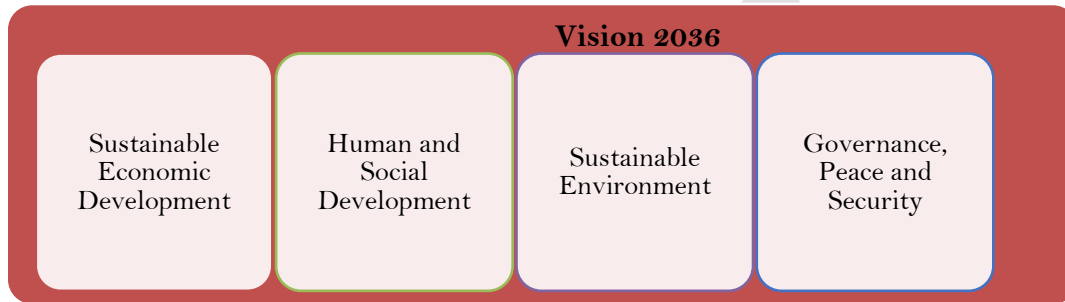 Vision 2036
Sustainable
Economic
Development
Human and
Social
Development
Sustainable
Environment
Governance,
Peace and
Security